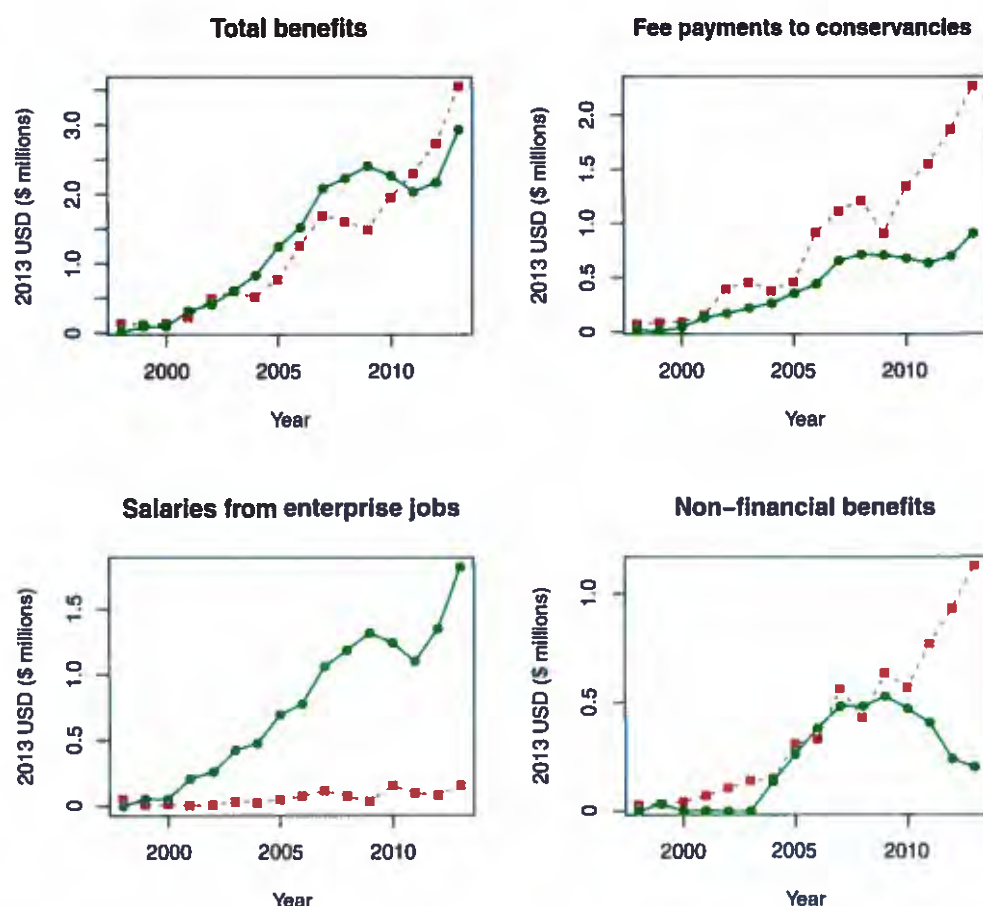 Total benefits
2013 USD ($ millions)
3.0
2.0
1.0
0
2000 2005 2010
Year
Fee payments to conservancies
2013 USD ($ millions)
2.0
1.5
1.0
0.5
0
2000 2005 2010
Year
Salaries from enterprise jobs
2013 USD ($ millions)
1.5
1.0
0.5
0
2000 2005 2010
Year
Non–financial benefits
2013 USD ($ millions)
1.0
0.5
0
2000 2005 2010
Year